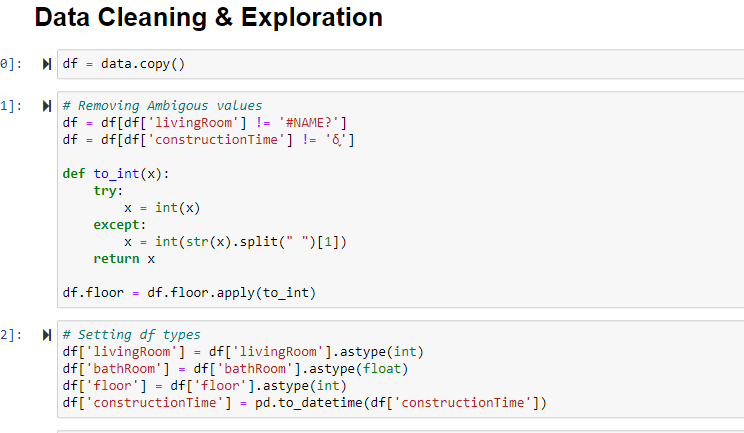 Data Cleaning & Exploration
0]:
df = data.copy()
1]:
# Removing Ambigous values
df = df[df['livingRoom'] != '#NAME?']
df = df[df['constructionTime'] != 'δ֪']
def to_int(x):
    try:
        x = int(x)
    except:
        x = int(str(x).split(" ")[1])
    return x
df.floor = df.floor.apply(to_int)
2]:
# Setting df types
df['livingRoom'] = df['livingRoom'].astype(int)
df['bathRoom'] = df['bathRoom'].astype(float)
df['floor'] = df['floor'].astype(int)
df['constructionTime'] = pd.to_datetime(df['constructionTime'])